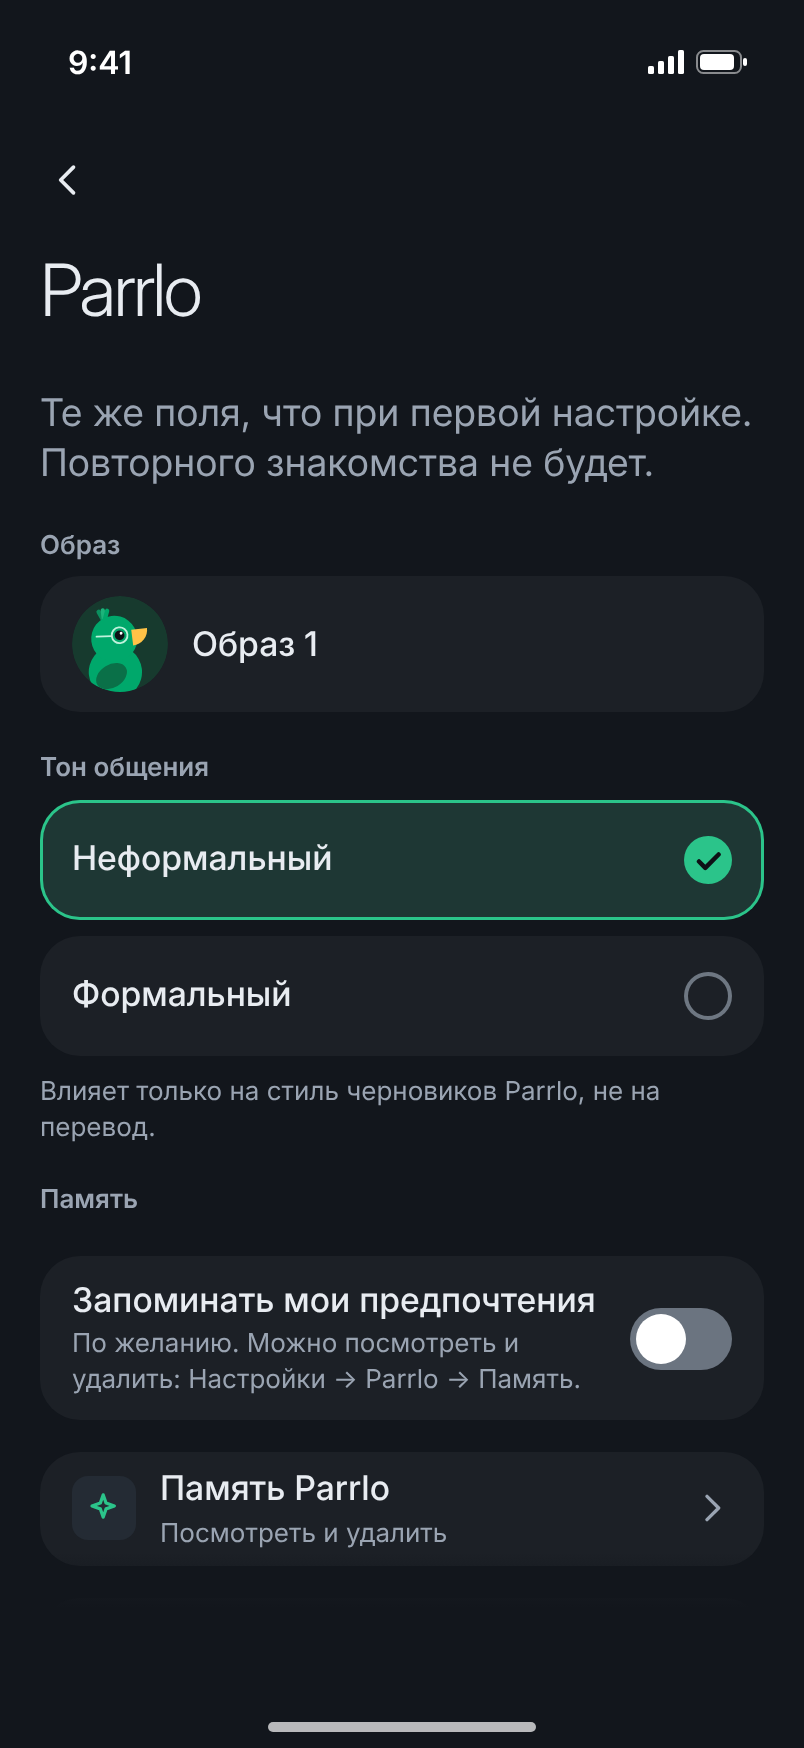 9:41
Parrlo
Те же поля, что при первой настройке.
Повторного знакомства не будет.
Образ
Образ 1
Тон общения
Неформальный
Формальный
Влияет только на стиль черновиков Parrlo, не на
перевод.
Память
Запоминать мои предпочтения
По желанию. Можно посмотреть и
удалить: Настройки → Parrlo → Память.
Память Parrlo
Посмотреть и удалить